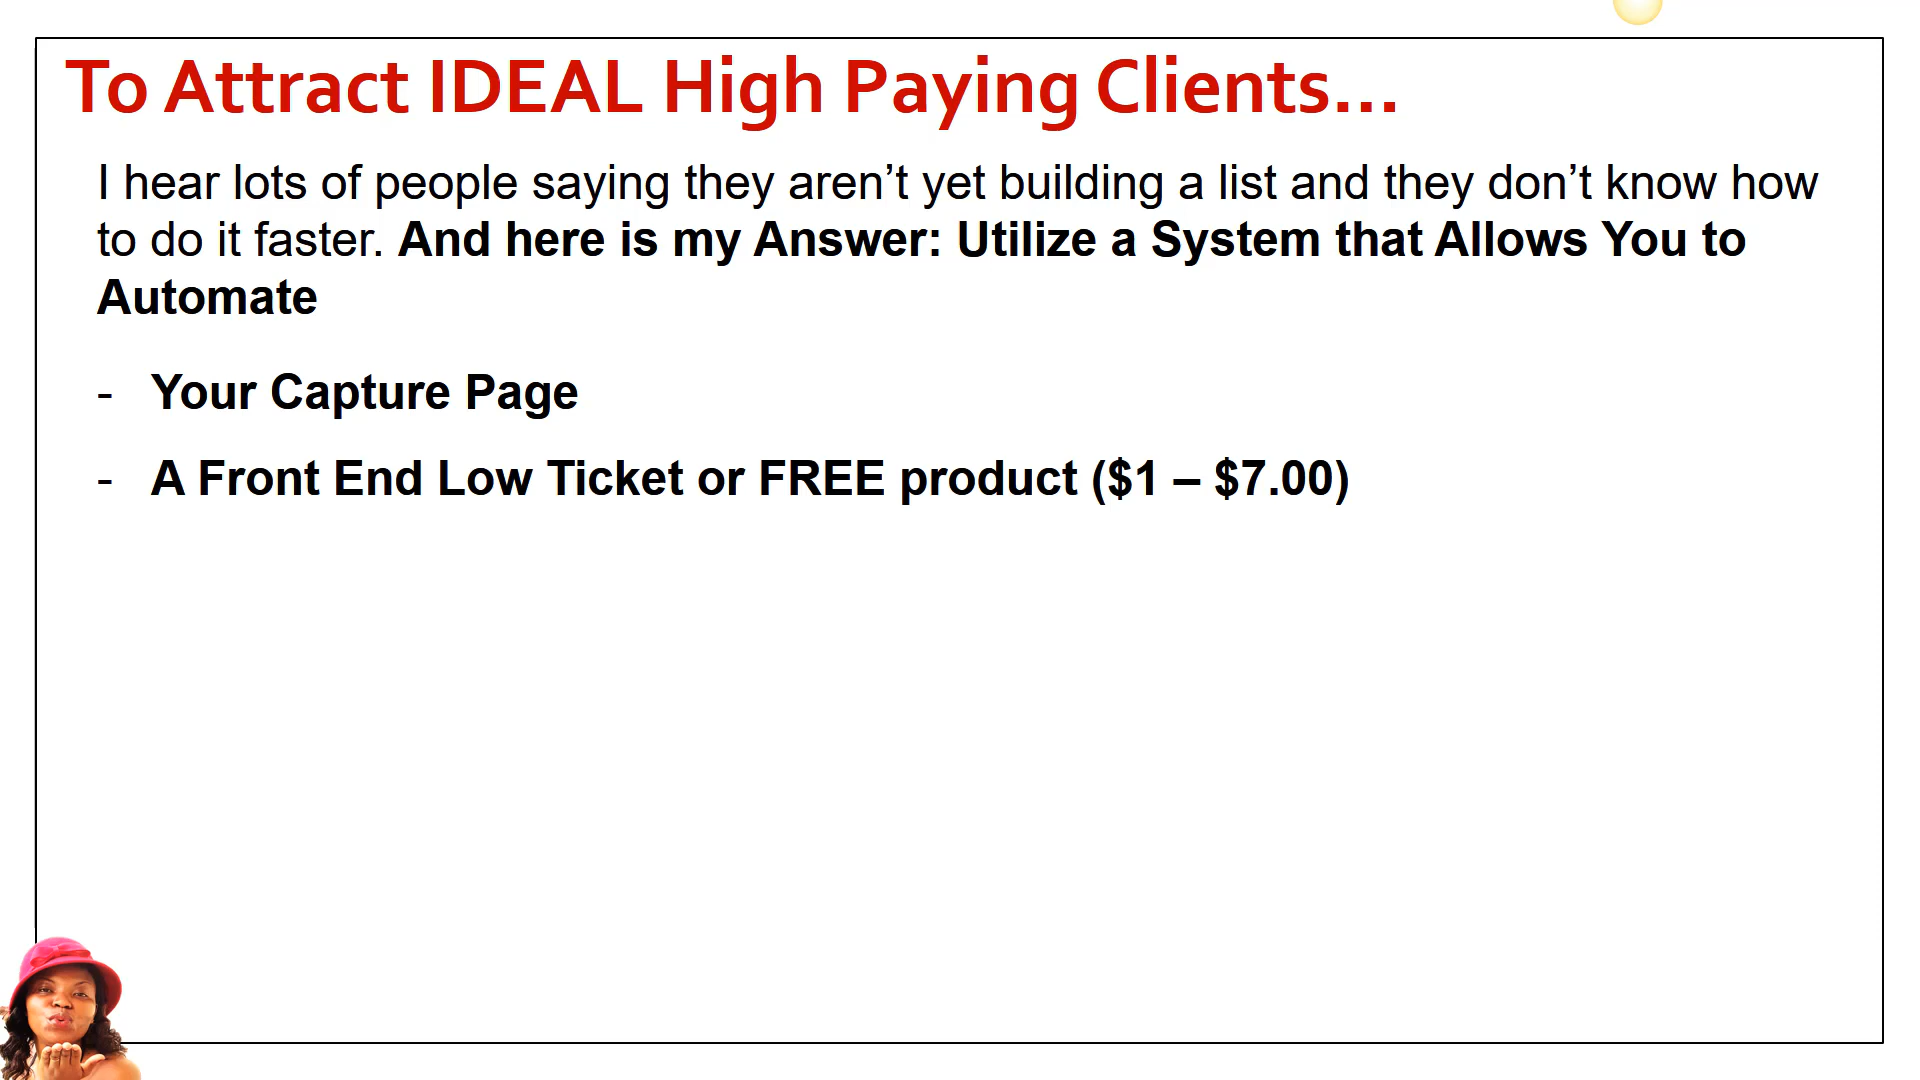 To Attract IDEAL High Paying Clients...
I hear lots of people saying they aren’t yet building a list and they don’t know how
to do it faster. And here is my Answer: Utilize a System that Allows You to
Automate
- Your Capture Page
- A Front End Low Ticket or FREE product ($1 – $7.00)